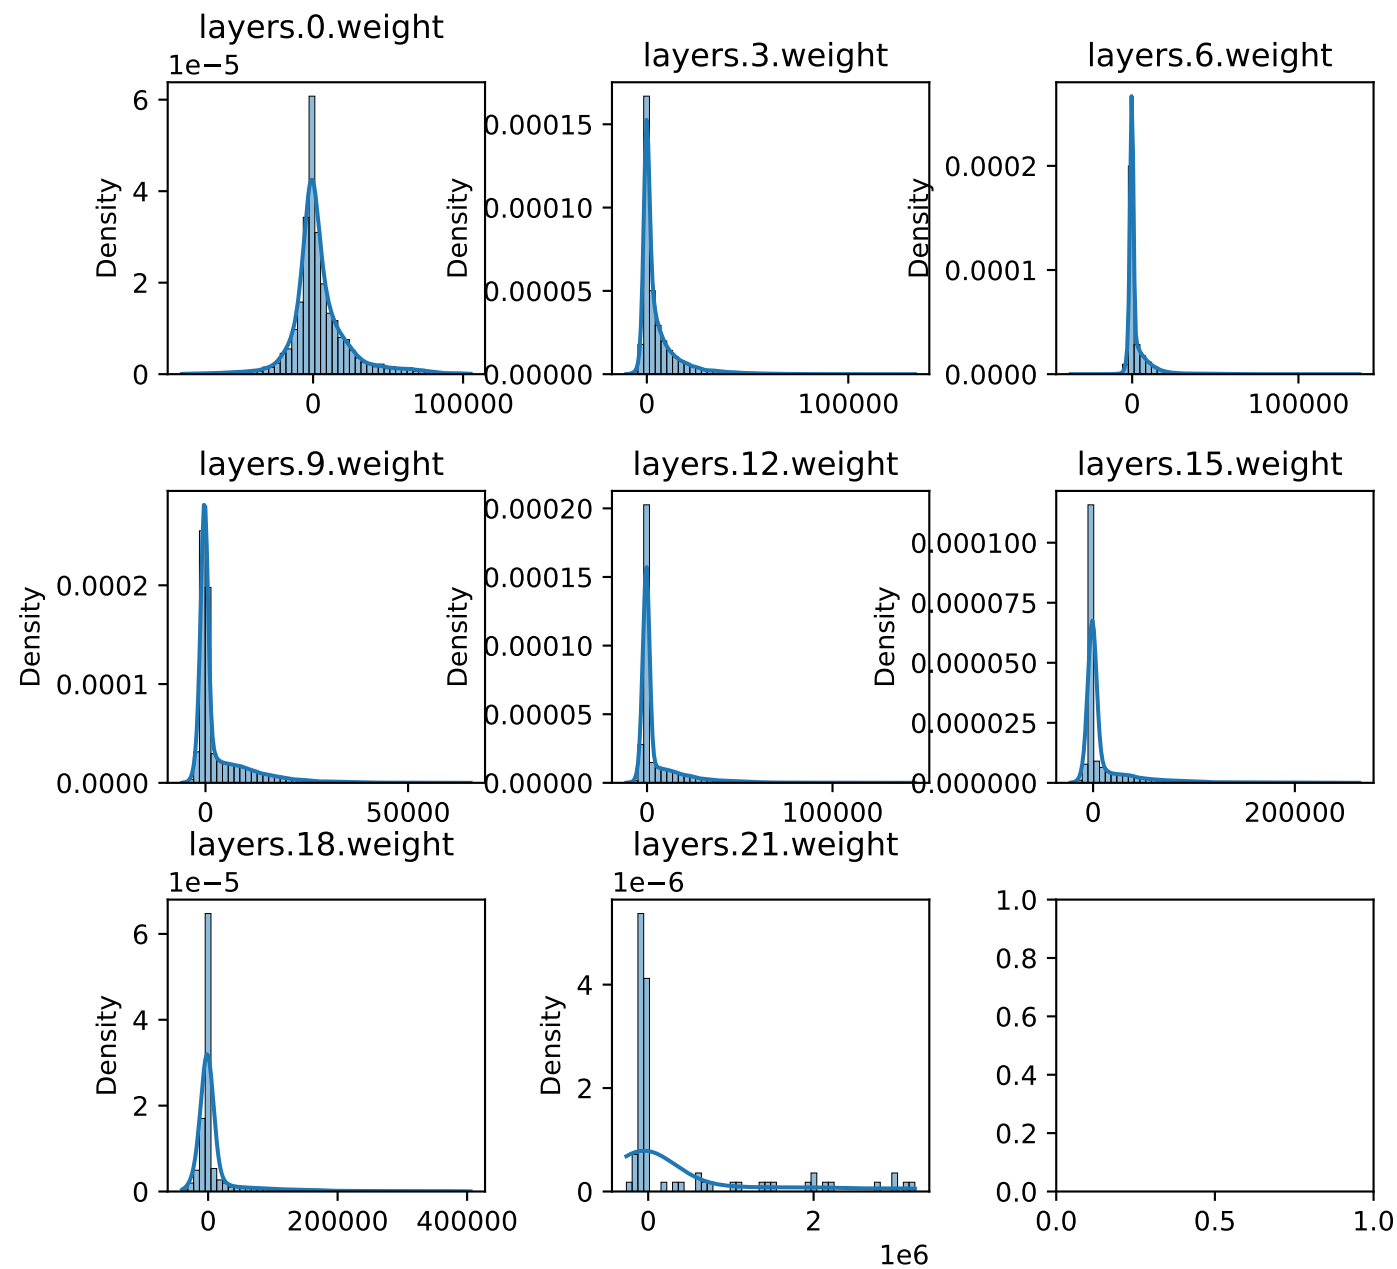 layers.0.weight
1e−5
6
4
2
0
Density
0
100000
layers.3.weight
0.00015
0.00010
0.00005
0.00000
Density
0
100000
layers.6.weight
0.0002
0.0001
0.0000
Density
0
100000
layers.9.weight
0.0002
0.0001
0.0000
Density
0
50000
layers.12.weight
0.00020
0.00015
0.00010
0.00005
0.00000
Density
0
100000
layers.15.weight
0.000100
0.000075
0.000050
0.000025
0.000000
Density
0
200000
layers.18.weight
1e−5
6
4
2
0
Density
0
200000
400000
layers.21.weight
1e−6
4
2
0
Density
0
2
1e6
1.0
0.8
0.6
0.4
0.2
0.0
0.0
0.5
1.0